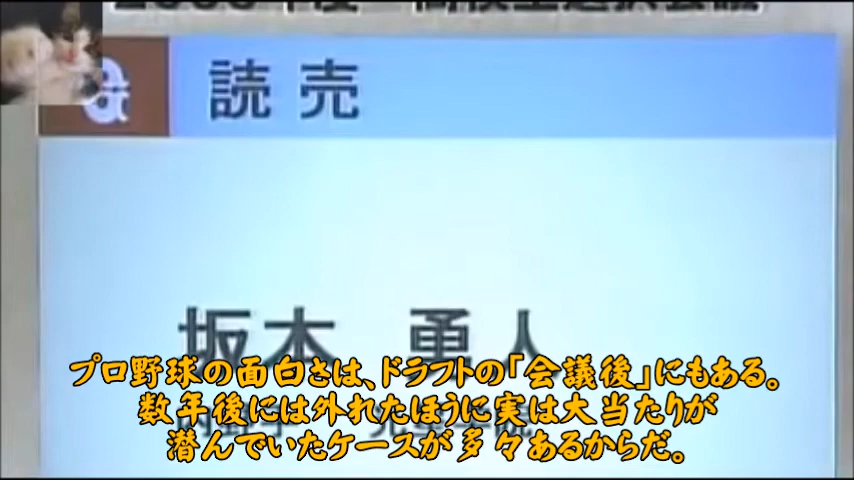 読売
坂本 勇人
プロ野球の面白さは、ドラフトの「会議後」にもある。
数年後には外れたほうに実は大当たりが
潜んでいたケースが多々あるからだ。